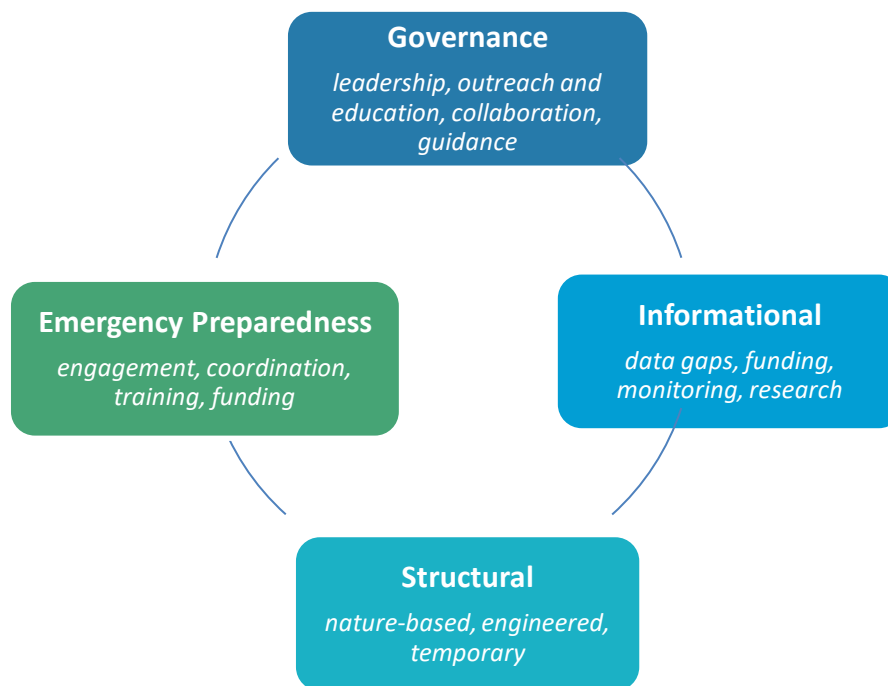 Governance
leadership, outreach and
education, collaboration,
guidance
Emergency Preparedness
engagement, coordination,
training, funding
Informational
data gaps, funding,
monitoring, research
Structural
nature-based, engineered,
temporary